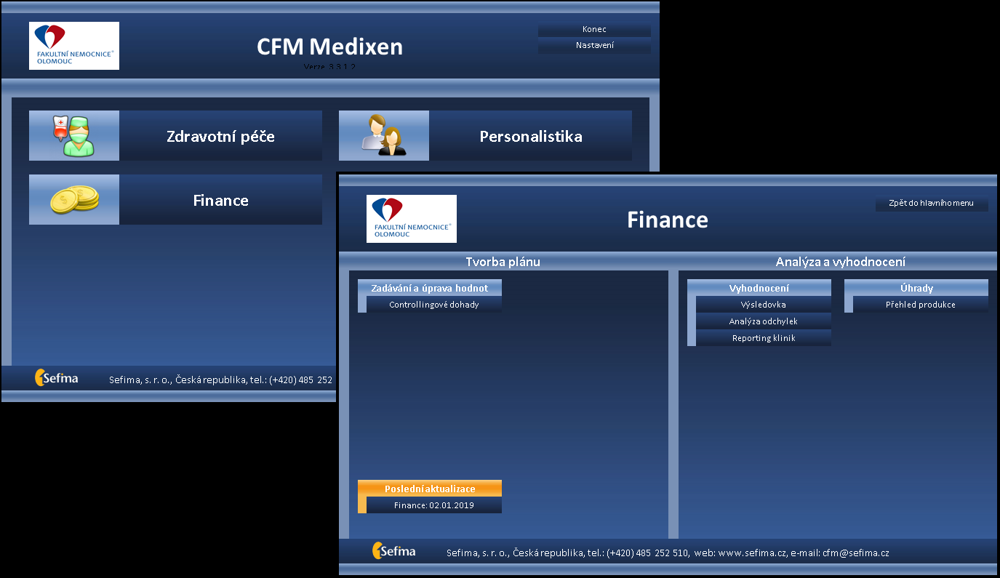 FAKULTNÍ NEMOCNICE®
OLOMOUC
CFM Medixen
Verze 3.3.1.2
Konec
Nastavení
Zdravotní péče
Personalistika
Finance
Sefima
Sefima, s. r. o., Česká republika, tel.: (+420) 485 252
FAKULTNÍ NEMOCNICE®
OLOMOUC
Finance
Zpět do hlavního menu
Tvorba plánu
Analýza a vyhodnocení
Zadávání a úprava hodnot
Controllingové dohady
Vyhodnocení
Výsledovka
Analýza odchylek
Reporting klinik
Úhrady
Přehled produkce
Poslední aktualizace
Finance: 02.01.2019
Sefima
Sefima, s. r. o., Česká republika, tel.: (+420) 485 252 510, web: www.sefima.cz, e-mail: cfm@sefima.cz